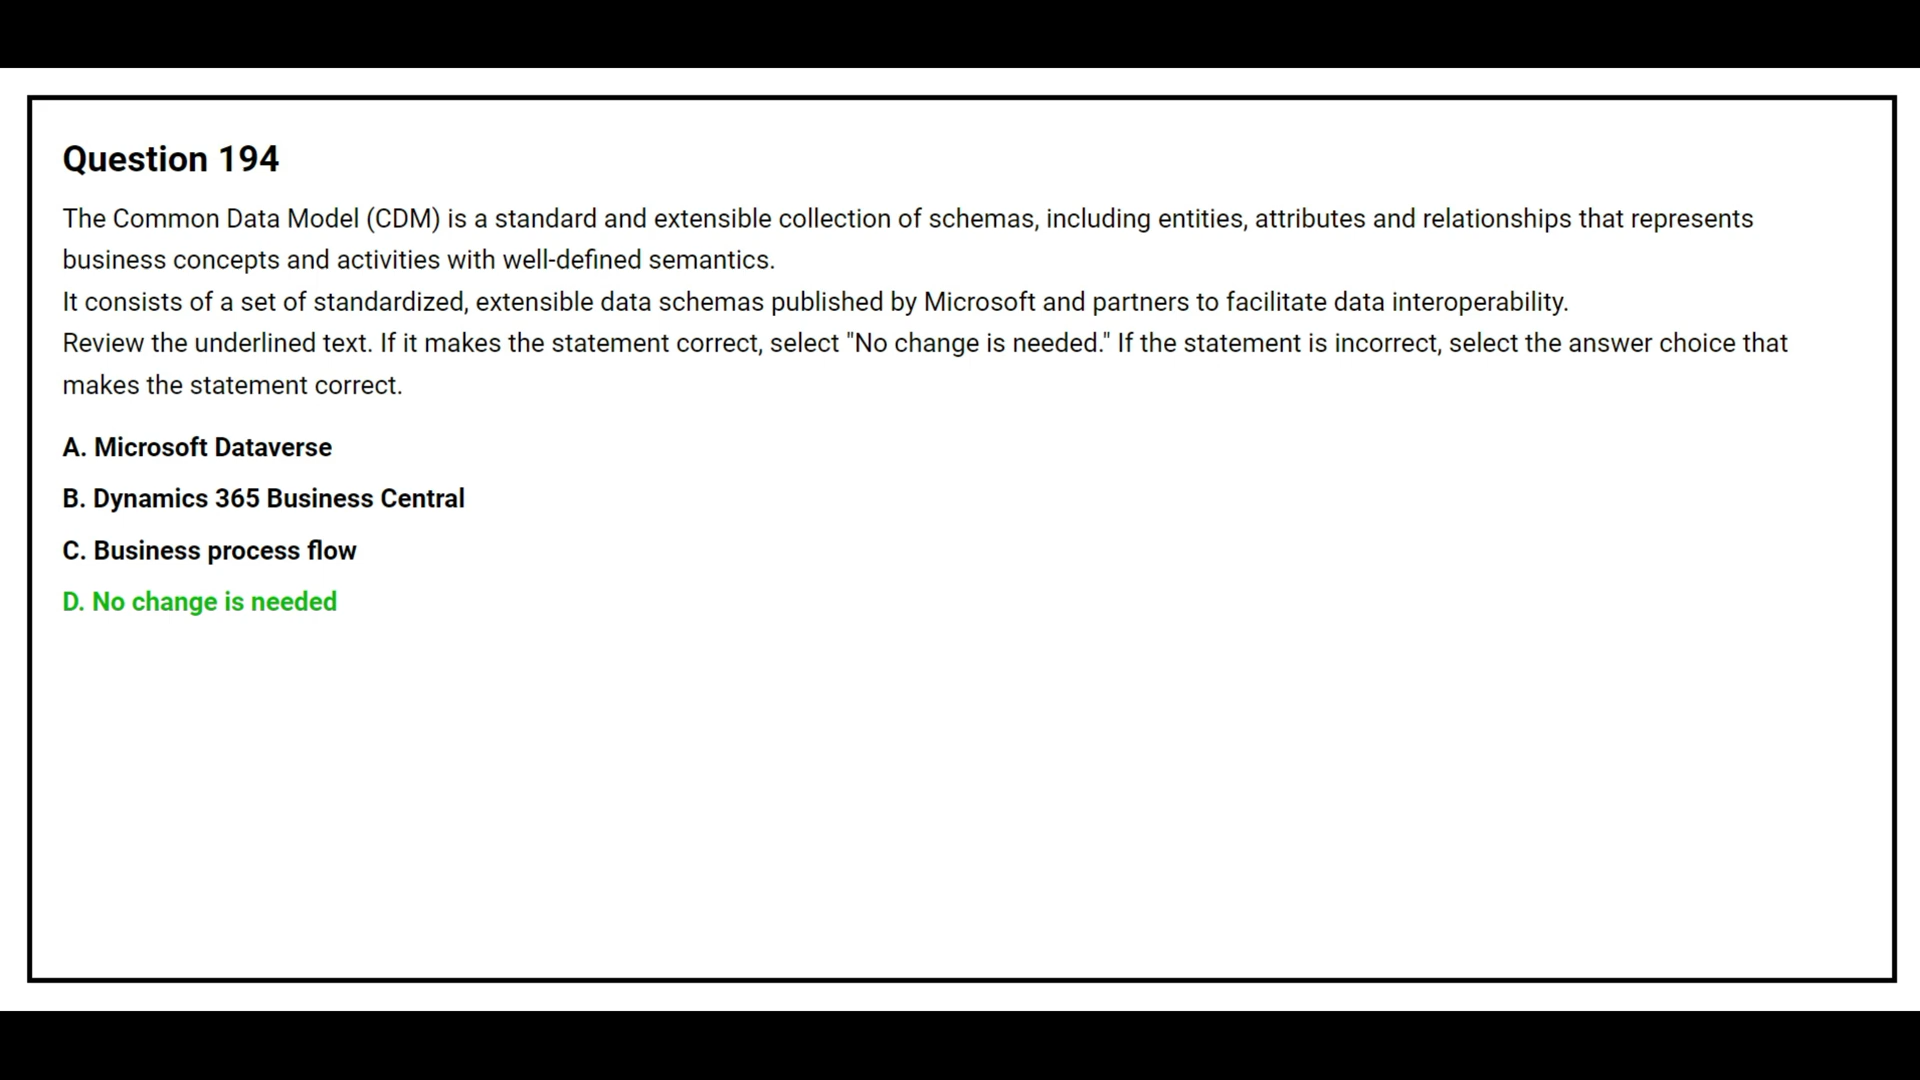 Question 194
The Common Data Model (CDM) is a standard and extensible collection of schemas, including entities, attributes and relationships that represents
business concepts and activities with well-defined semantics.
It consists of a set of standardized, extensible data schemas published by Microsoft and partners to facilitate data interoperability.
Review the underlined text. If it makes the statement correct, select "No change is needed." If the statement is incorrect, select the answer choice that
makes the statement correct.
A. Microsoft Dataverse
B. Dynamics 365 Business Central
C. Business process flow
D. No change is needed